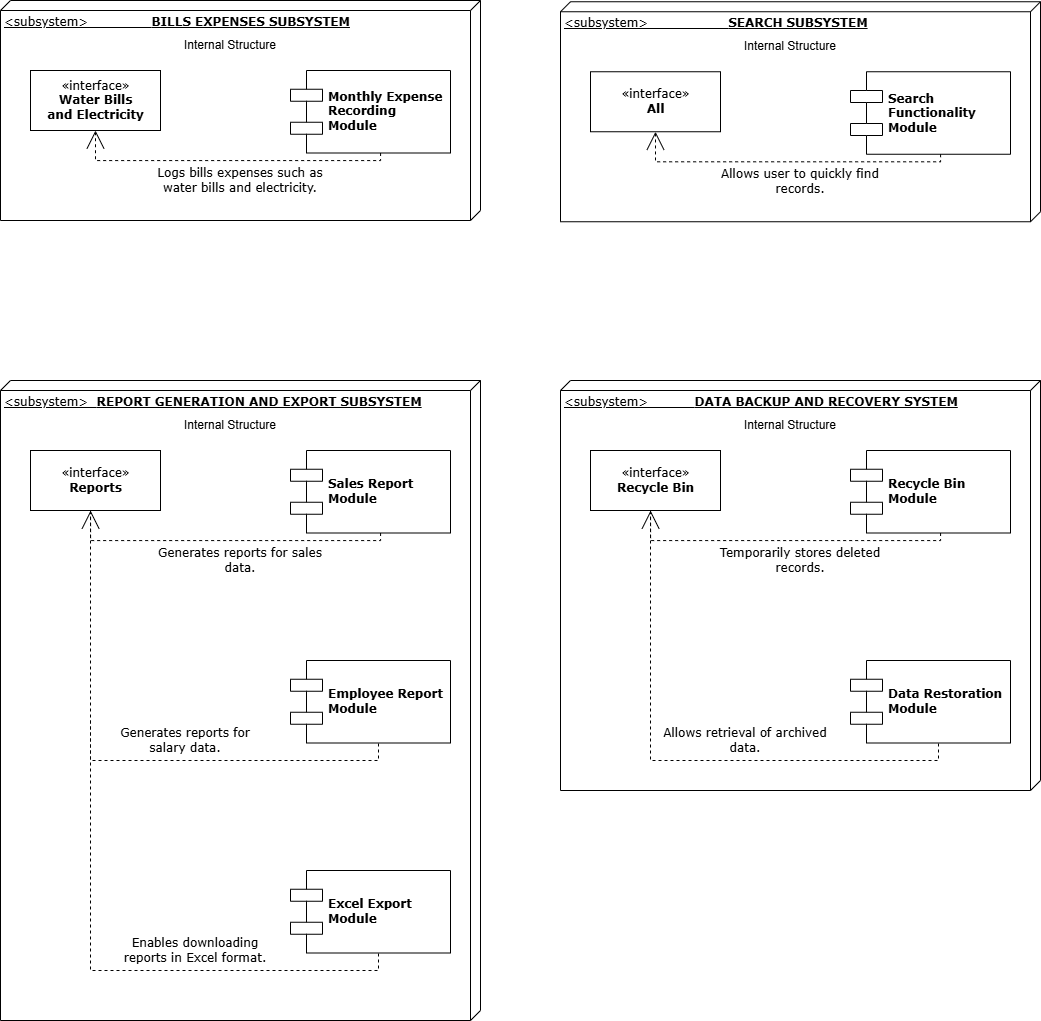 <subsystem> BILLS EXPENSES SUBSYSTEM
Internal Structure
«interface»
Water Bills
and Electricity
Monthly Expense
Recording
Module
Logs bills expenses such as
water bills and electricity.
<subsystem> SEARCH SUBSYSTEM
Internal Structure
«interface»
All
Search
Functionality
Module
Allows user to quickly find
records.
<subsystem> REPORT GENERATION AND EXPORT SUBSYSTEM
Internal Structure
«interface»
Reports
Sales Report
Module
Generates reports for sales
data.
Employee Report
Module
Generates reports for
salary data.
Excel Export
Module
Enables downloading
reports in Excel format.
<subsystem> DATA BACKUP AND RECOVERY SYSTEM
Internal Structure
«interface»
Recycle Bin
Recycle Bin
Module
Temporarily stores deleted
records.
Data Restoration
Module
Allows retrieval of archived
data.